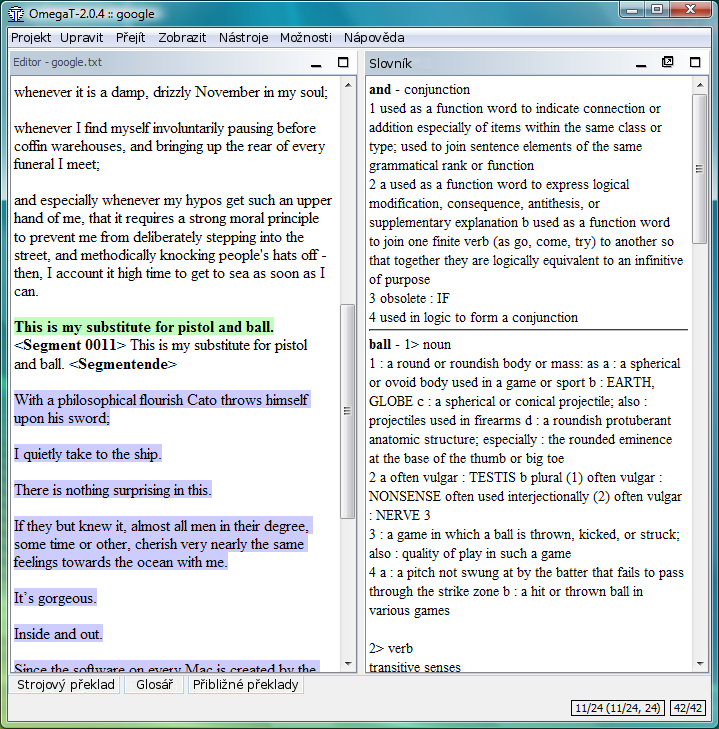 OmegaT-2.0.4 :: google
Projekt Upravit Přejít Zobrazit Nástroje Možnosti Nápověda
Editor - google.txt
whenever it is a damp, drizzly November in my soul;
whenever I find myself involuntarily pausing before
coffin warehouses, and bringing up the rear of every
funeral I meet;
and especially whenever my hypos get such an upper
hand of me, that it requires a strong moral principle
to prevent me from deliberately stepping into the
street, and methodically knocking people's hats off -
then, I account it high time to get to sea as soon as I
can.
This is my substitute for pistol and ball.
<Segment 0011> This is my substitute for pistol
and ball. <Segmentende>
With a philosophical flourish Cato throws himself
upon his sword;
I quietly take to the ship.
There is nothing surprising in this.
If they but knew it, almost all men in their degree,
some time or other, cherish very nearly the same
feelings towards the ocean with me.
It's gorgeous.
Inside and out.
Since the software on every Mac is created by the
Slovník
and - conjunction
1 used as a function word to indicate connection or
addition especially of items within the same class or
type; used to join sentence elements of the same
grammatical rank or function
2 a used as a function word to express logical
modification, consequence, antithesis, or
supplementary explanation b used as a function word
to join one finite verb (as go, come, try) to another so
that together they are logically equivalent to an infinitive
of purpose
3 obsolete : IF
4 used in logic to form a conjunction
ball - 1> noun
1 : a round or roundish body or mass: as a : a spherical
or ovoid body used in a game or sport b : EARTH,
GLOBE c : a spherical or conical projectile; also :
projectiles used in firearms d : a roundish protuberant
anatomic structure; especially : the rounded eminence
at the base of the thumb or big toe
2 a often vulgar : TESTIS b plural (1) often vulgar :
NONSENSE often used interjectionally (2) often vulgar
: NERVE 3
3 : a game in which a ball is thrown, kicked, or struck;
also : quality of play in such a game
4 a : a pitch not swung at by the batter that fails to pass
through the strike zone b : a hit or thrown ball in
various games
2> verb
transitive senses
Strojový překlad Glosář Přibližné překlady
11/24 (11/24, 24) 42/42